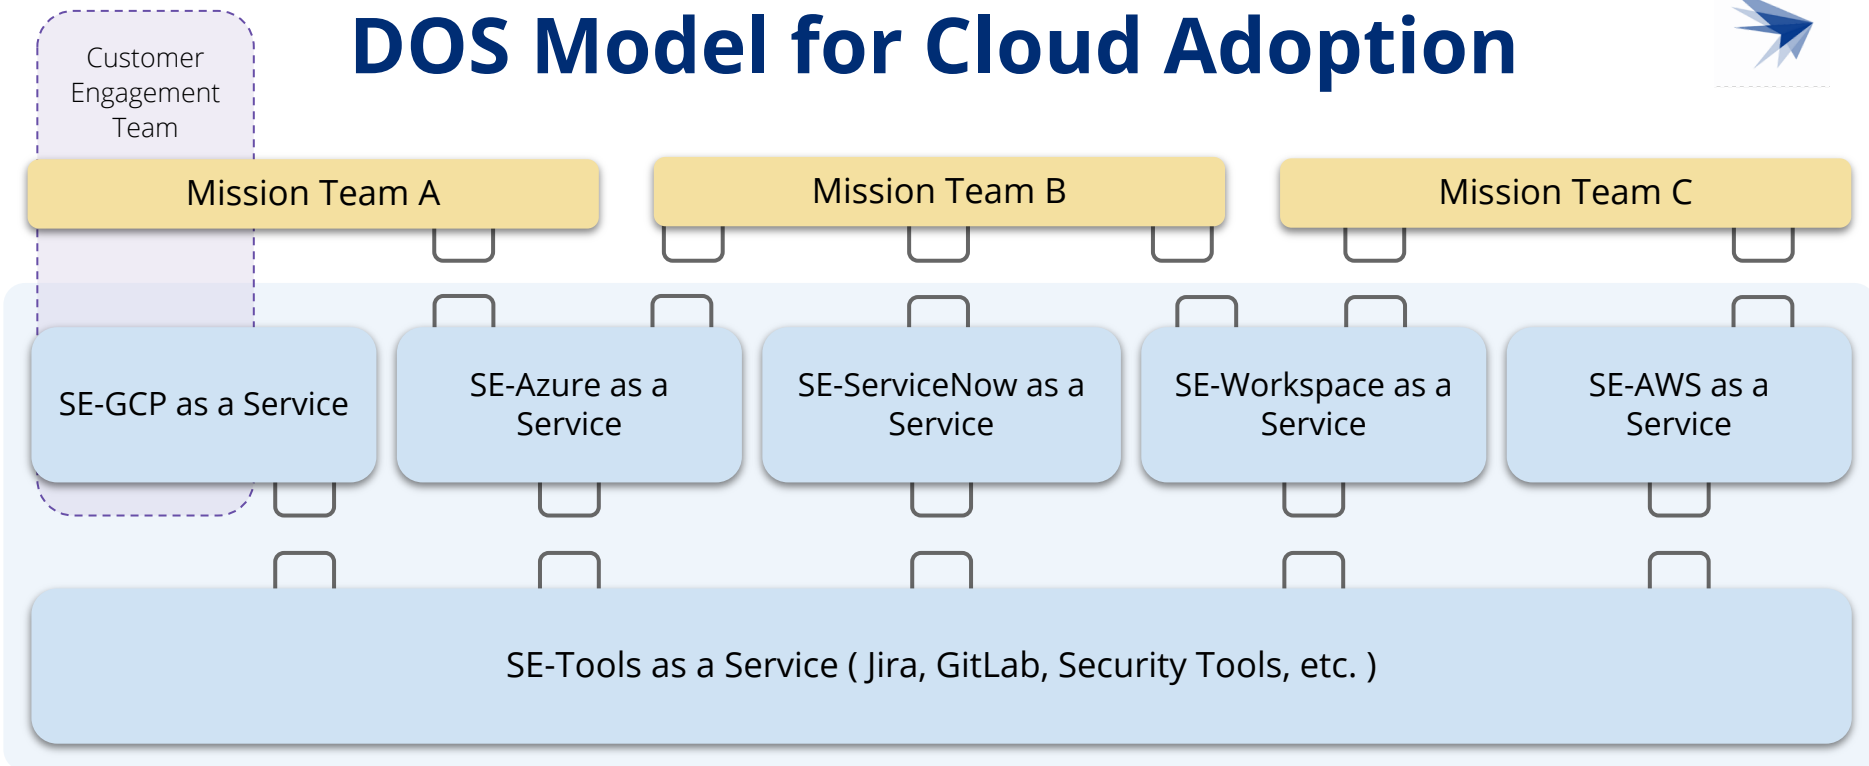 DOS Model for Cloud Adoption
Customer
Engagement
Team
Mission Team A
Mission Team B
Mission Team C
SE-GCP as a Service
SE-Azure as a
Service
SE-ServiceNow as a
Service
SE-Workspace as a
Service
SE-AWS as a
Service
SE-Tools as a Service ( Jira, GitLab, Security Tools, etc. )